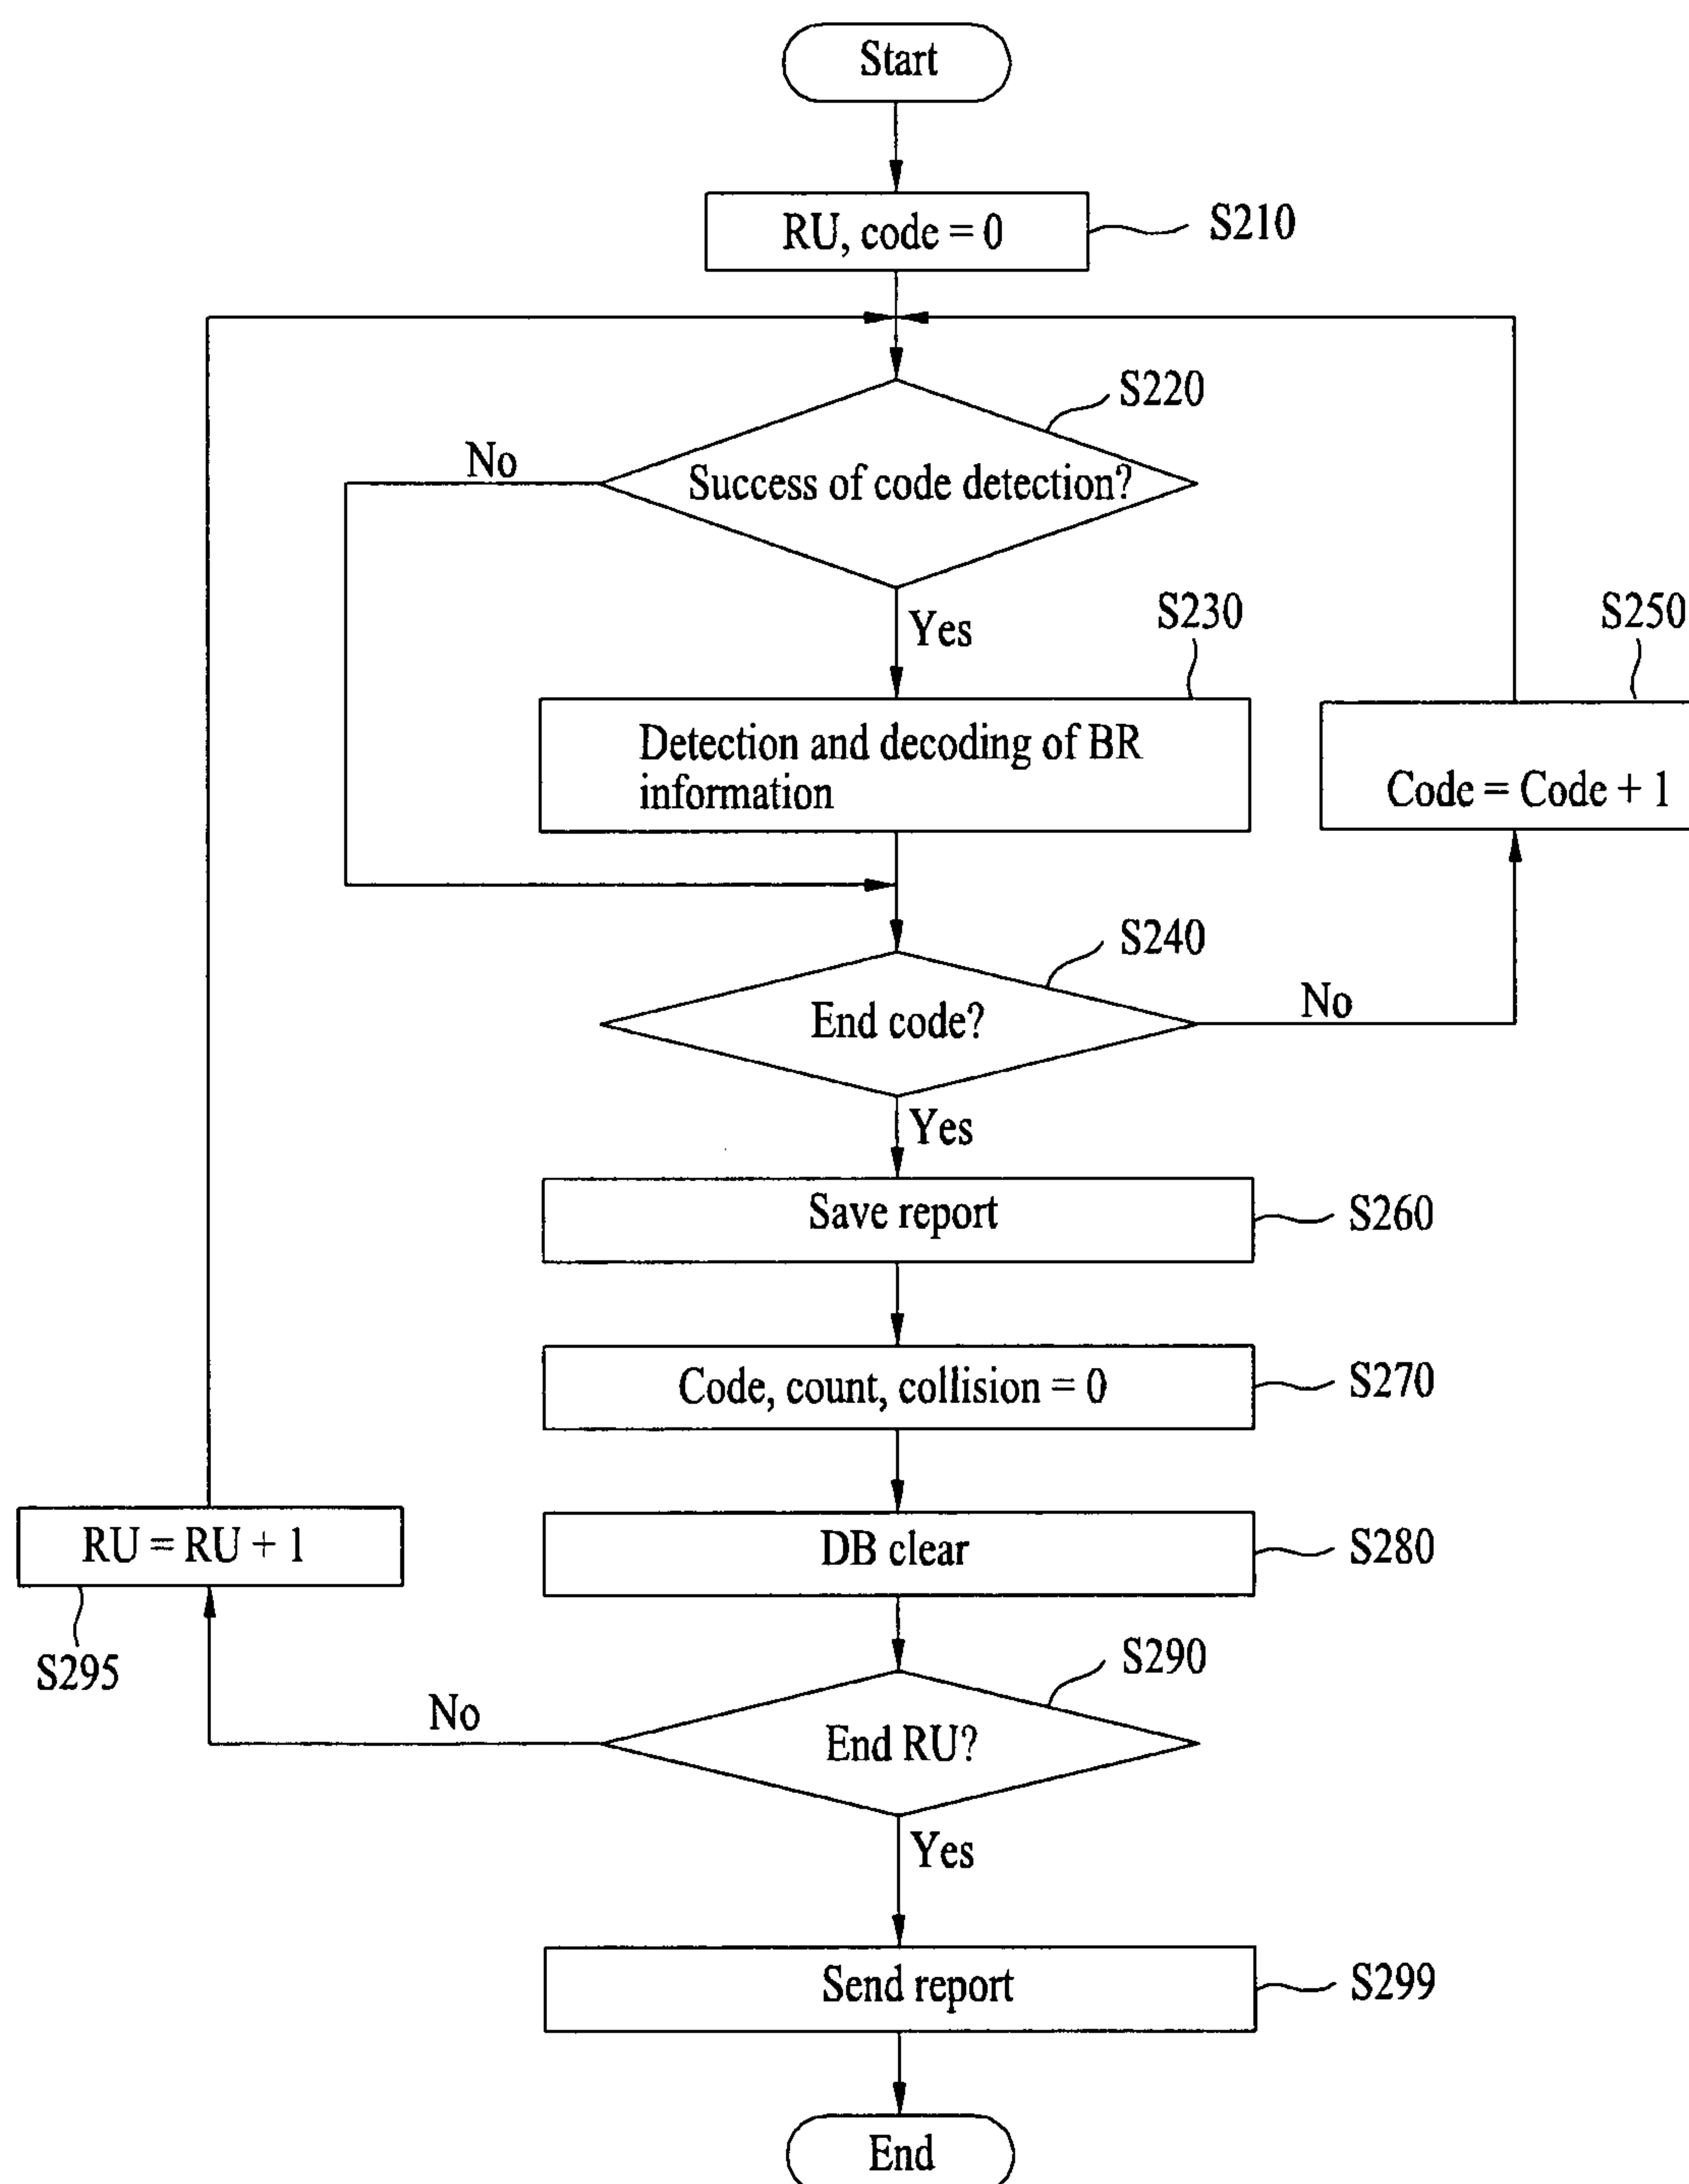 Start
RU, code = 0
S210
S220
No
Success of code detection?
Yes
S230
S250
Detection and decoding of BR
information
Code = Code + 1
S240
End code?
No
Yes
Save report
S260
Code, count, collision = 0
S270
RU = RU + 1
DB clear
S280
S295
S290
No
End RU?
Yes
Send report
S299
End